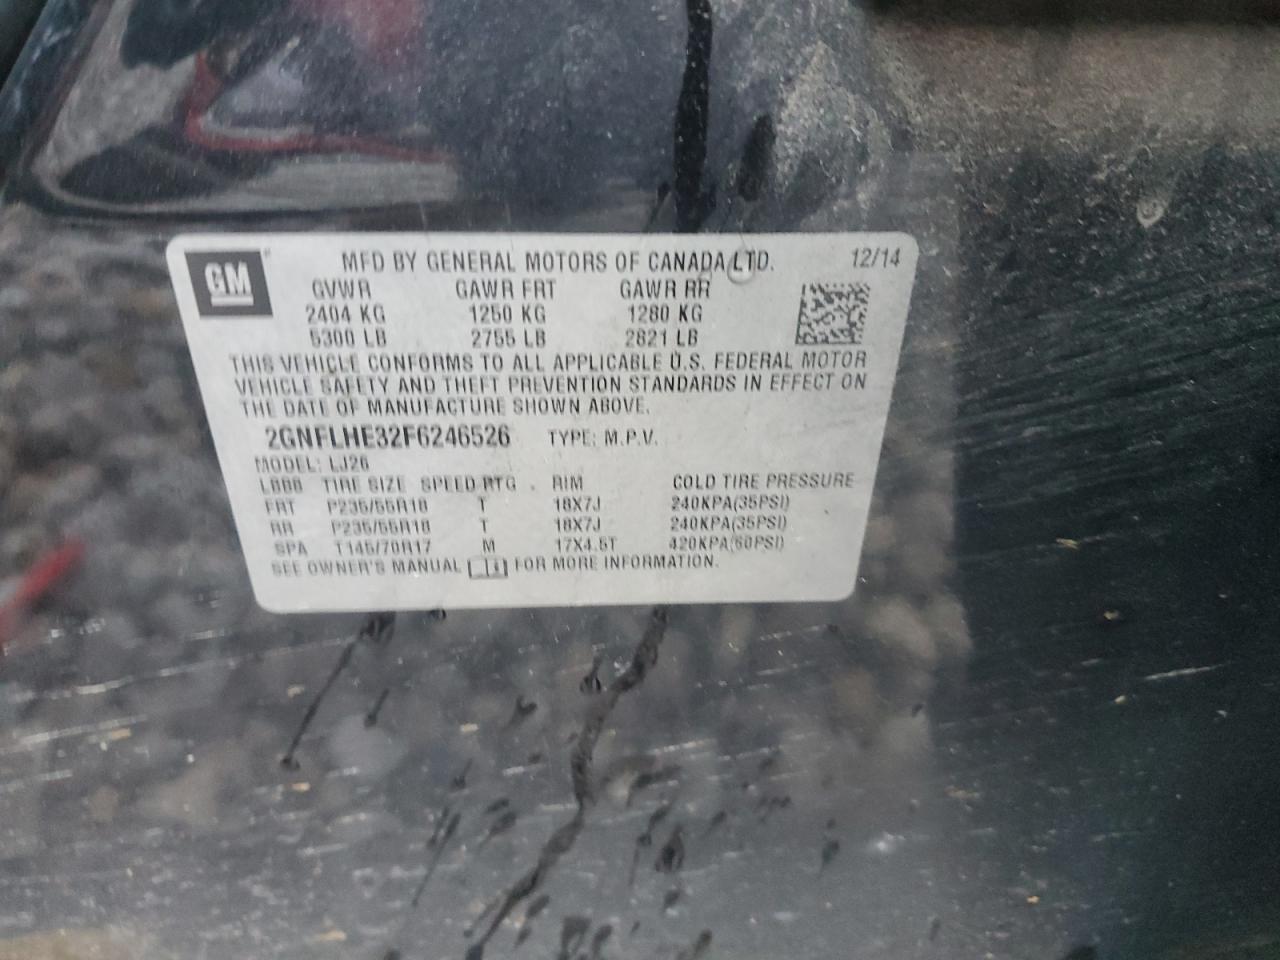 GM
MFD BY GENERAL MOTORS OF CANADA LTD. 12/14
GVWR GAWR FRT GAWR RR
2404 KG 1250 KG 1280 KG
5300 LB 2755 LB 2821 LB
THIS VEHICLE CONFORMS TO ALL APPLICABLE U.S. FEDERAL MOTOR
VEHICLE SAFETY AND THEFT PREVENTION STANDARDS IN EFFECT ON
THE DATE OF MANUFACTURE SHOWN ABOVE.
2GNFLHE32F6246526 TYPE: M.P.V.
MODEL: 1LJ26
LBBB TIRE SIZE SPEED RTG RIM COLD TIRE PRESSURE
FRT P235/55R18 T 18X7J 240KPA(35PSI)
RR P235/55R18 T 18X7J 240KPA(35PSI)
SPA T145/70R17 M 17X4.5T 420KPA(60PSI)
SEE OWNER'S MANUAL FOR MORE INFORMATION.